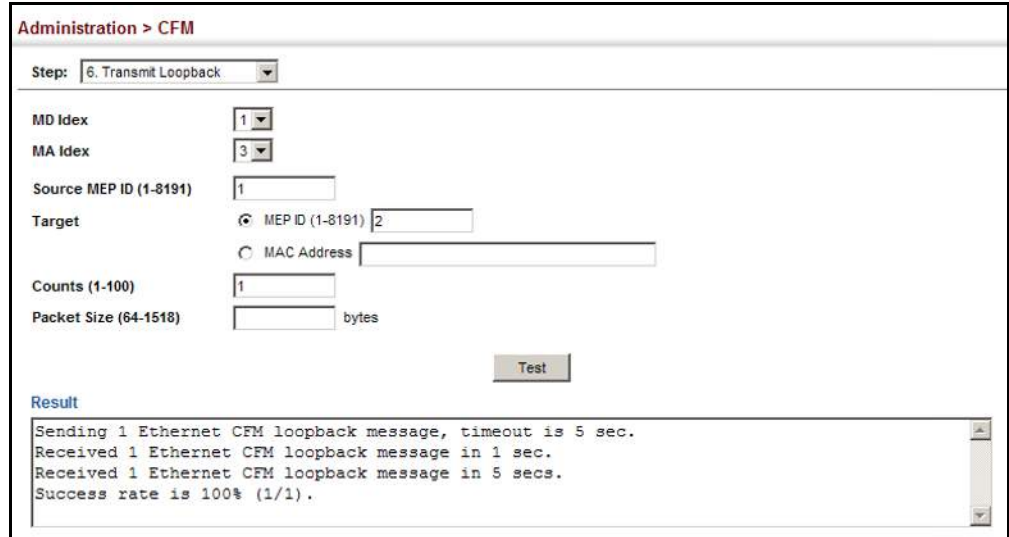 Administration > CFM
Step: 6. Transmit Loopback
MD Idex 1
MA Idex 3
Source MEP ID (1-8191) 1
Target MEP ID (1-8191) 2
MAC Address
Counts (1-100) 1
Packet Size (64-1518) bytes
Test
Result
Sending 1 Ethernet CFM loopback message, timeout is 5 sec.
Received 1 Ethernet CFM loopback message in 1 sec.
Received 1 Ethernet CFM loopback message in 5 secs.
Success rate is 100% (1/1).